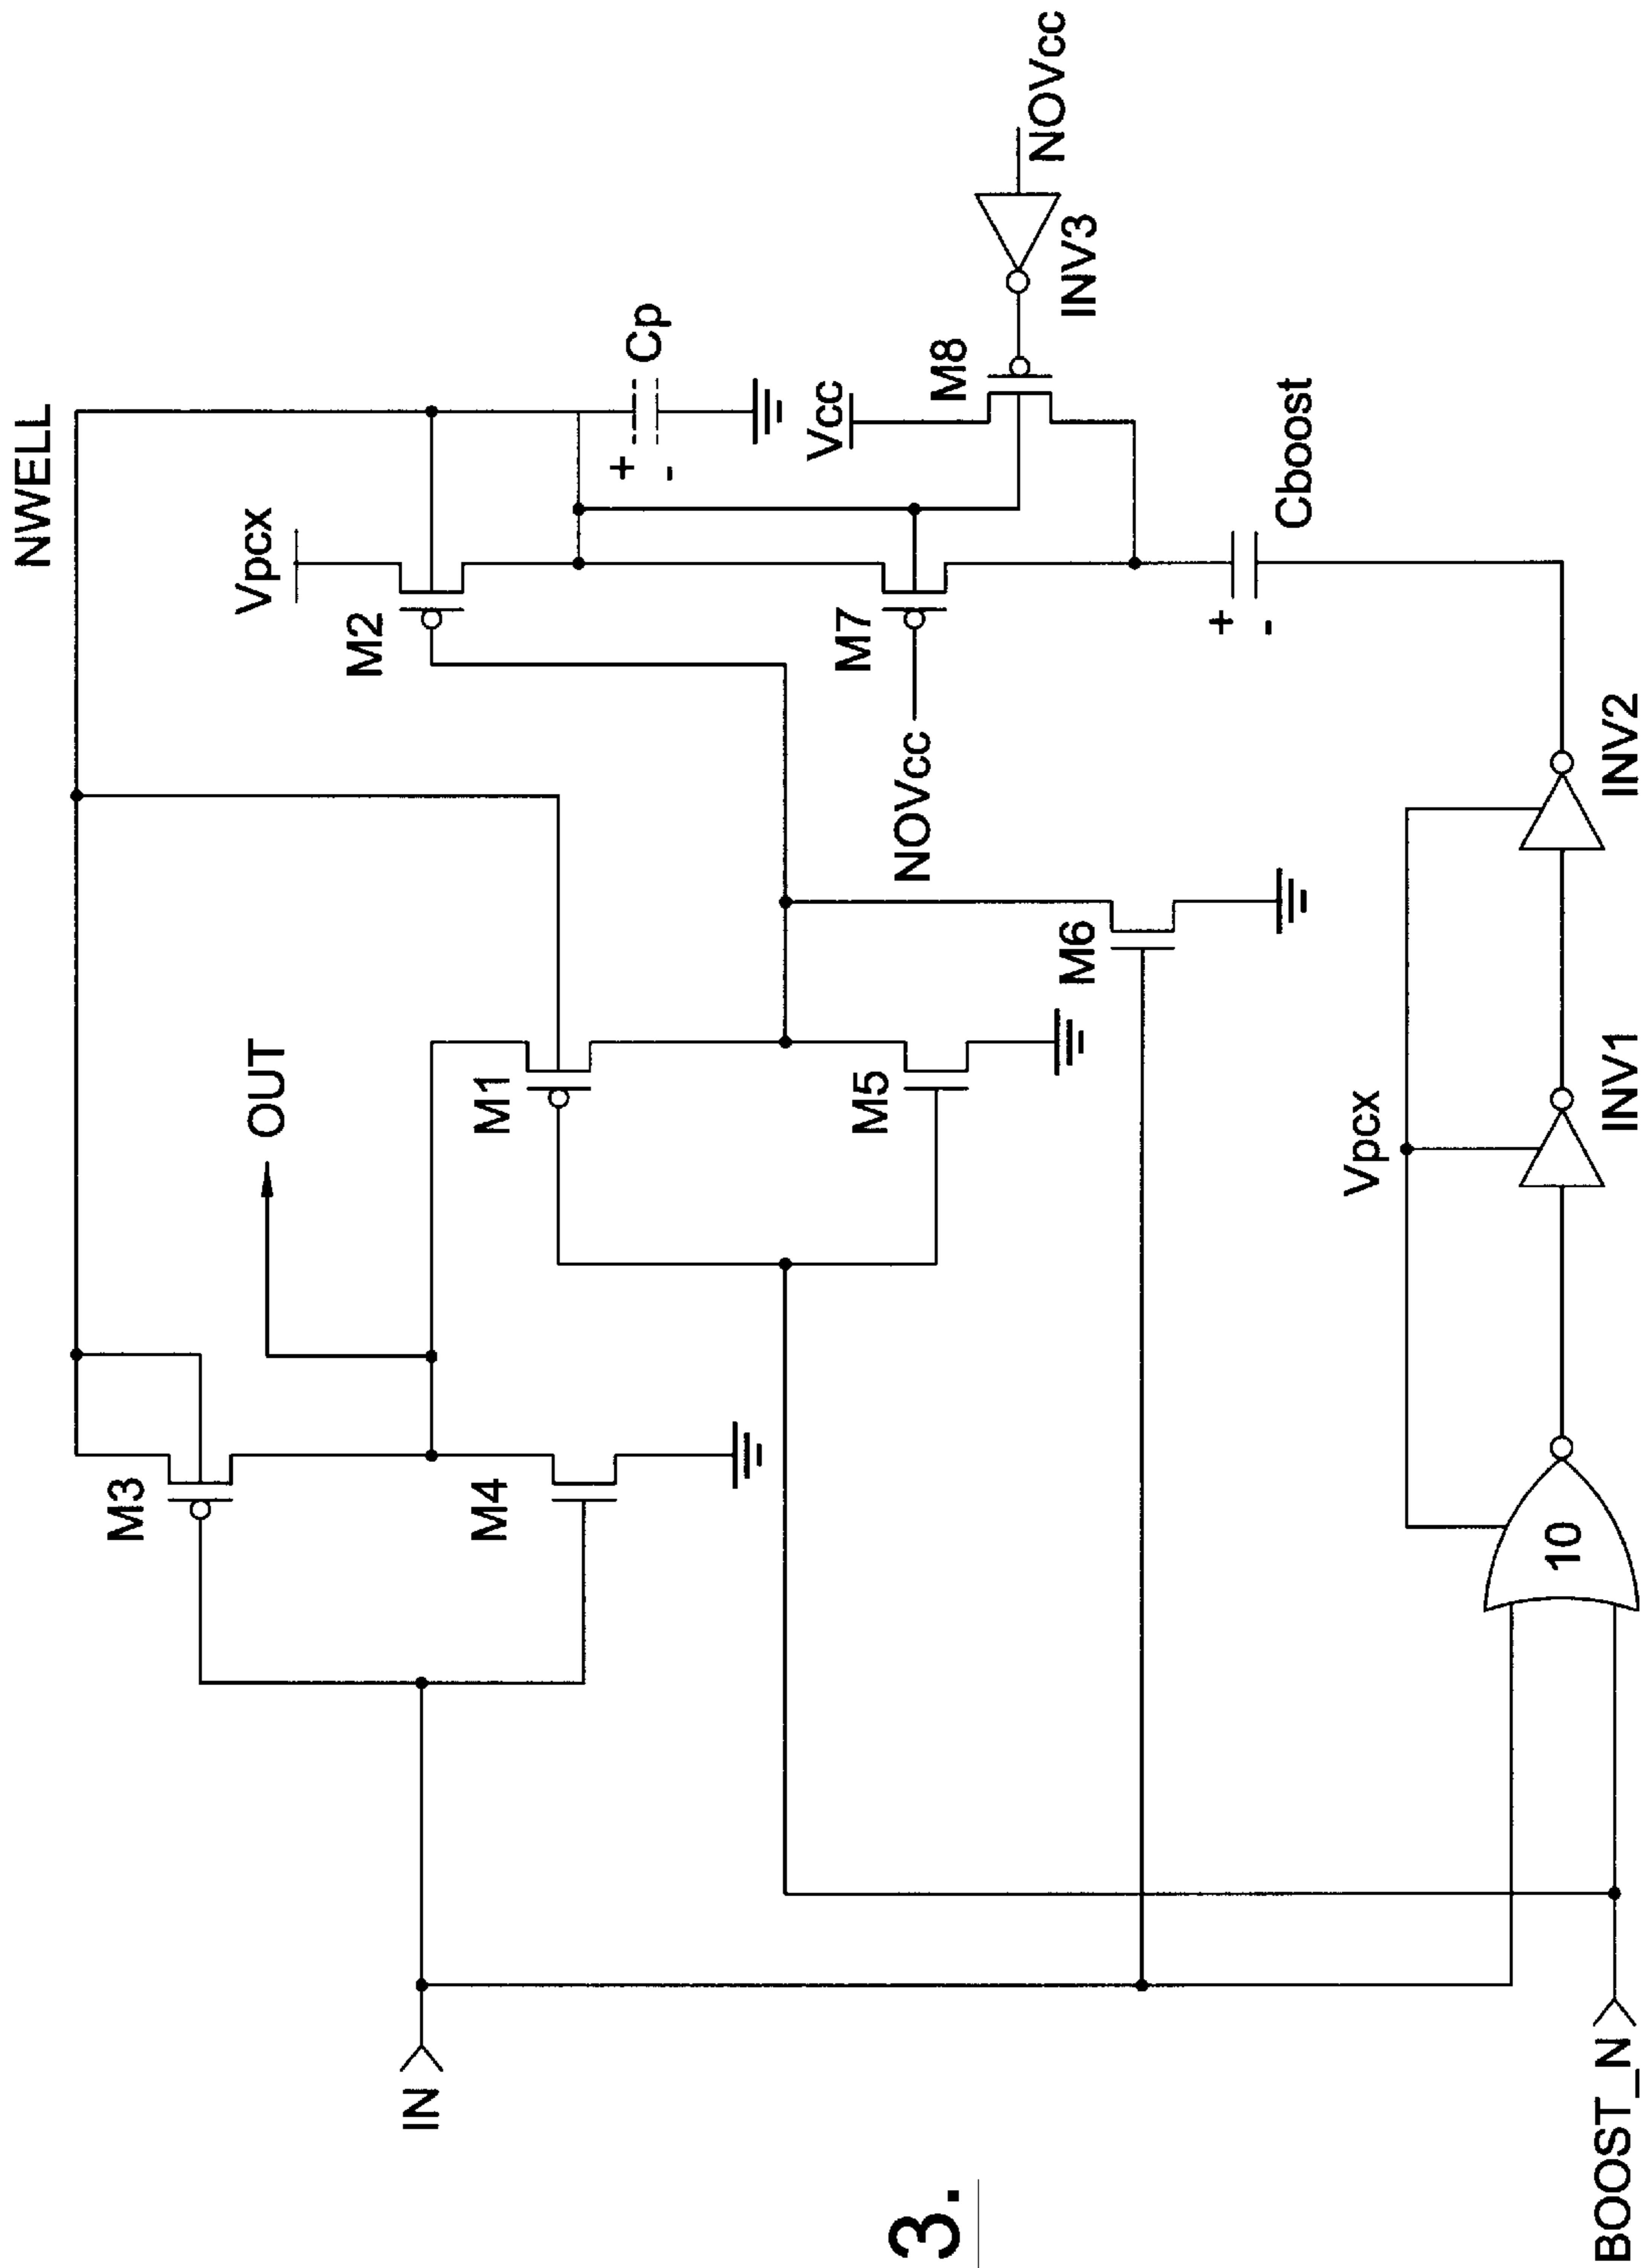 NWELL
Vpcx
M2
Cp
+
-
OUT
M3
M1
Vcc
M8
NOVcc
INV3
M4
M5
M7
NOVcc
M6
+
-
Cboost
IN
Vpcx
10
INV1
INV2
BOOST_N
3.